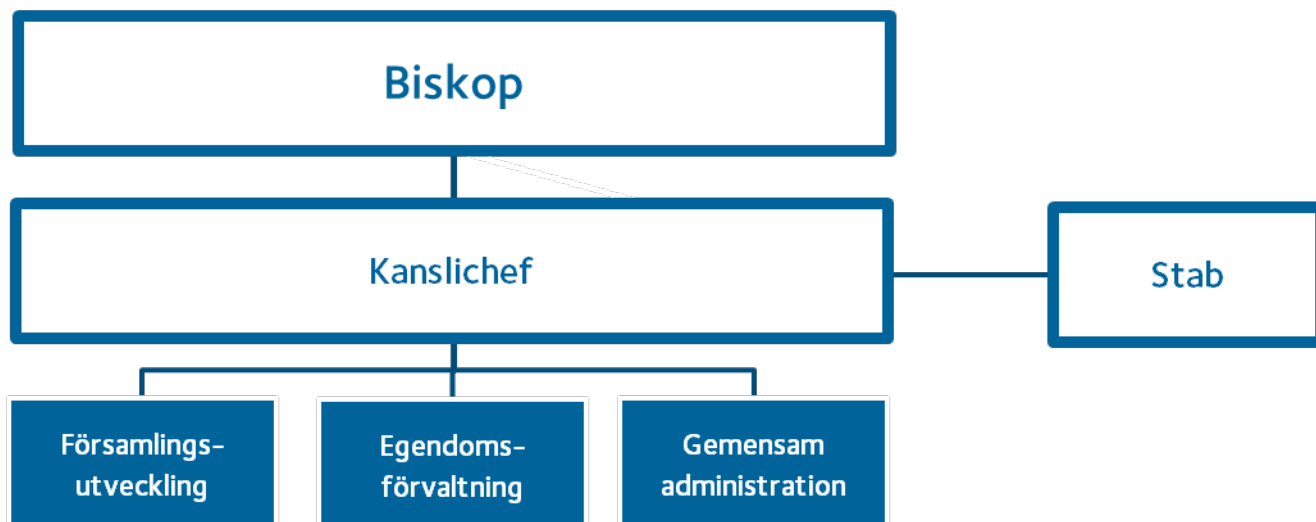 Biskop
Kanslichef
Stab
Församlings-
utveckling
Egendoms-
förvaltning
Gemensam
administration